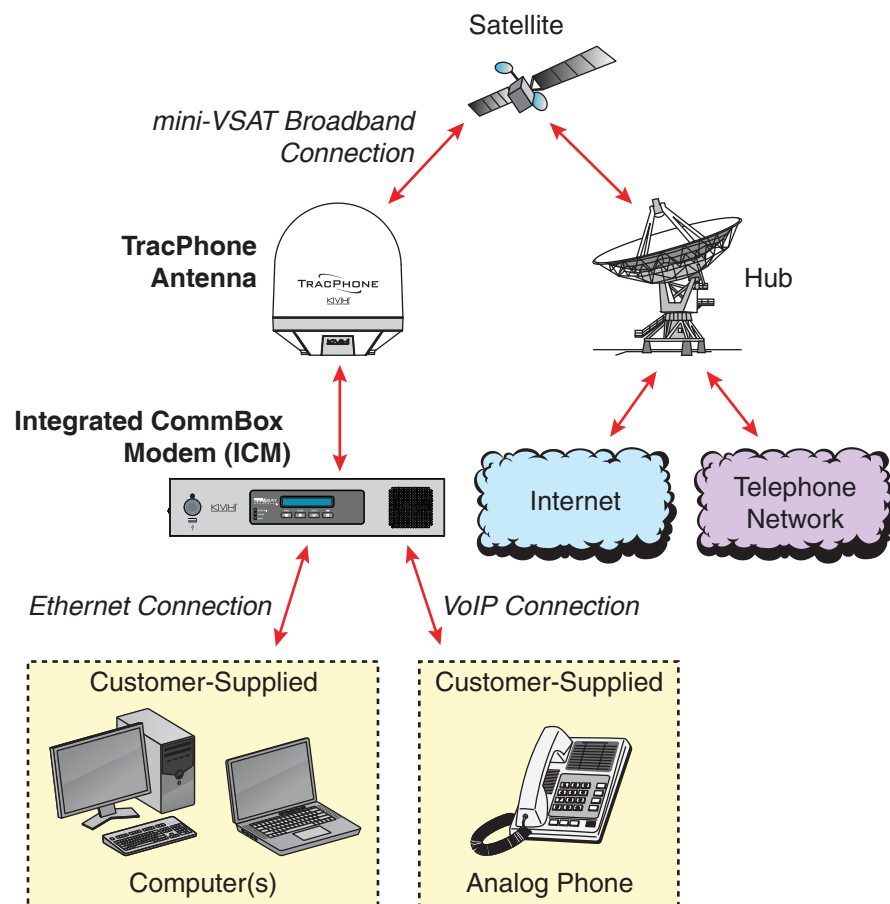 Satellite
mini-VSAT Broadband
Connection
TracPhone
Antenna
TRACPHONE
KVH
KVH
Hub
Integrated CommBox
Modem (ICM)
KVH
Internet
Telephone
Network
Ethernet Connection
VoIP Connection
Customer-Supplied
Computer(s)
Customer-Supplied
Analog Phone